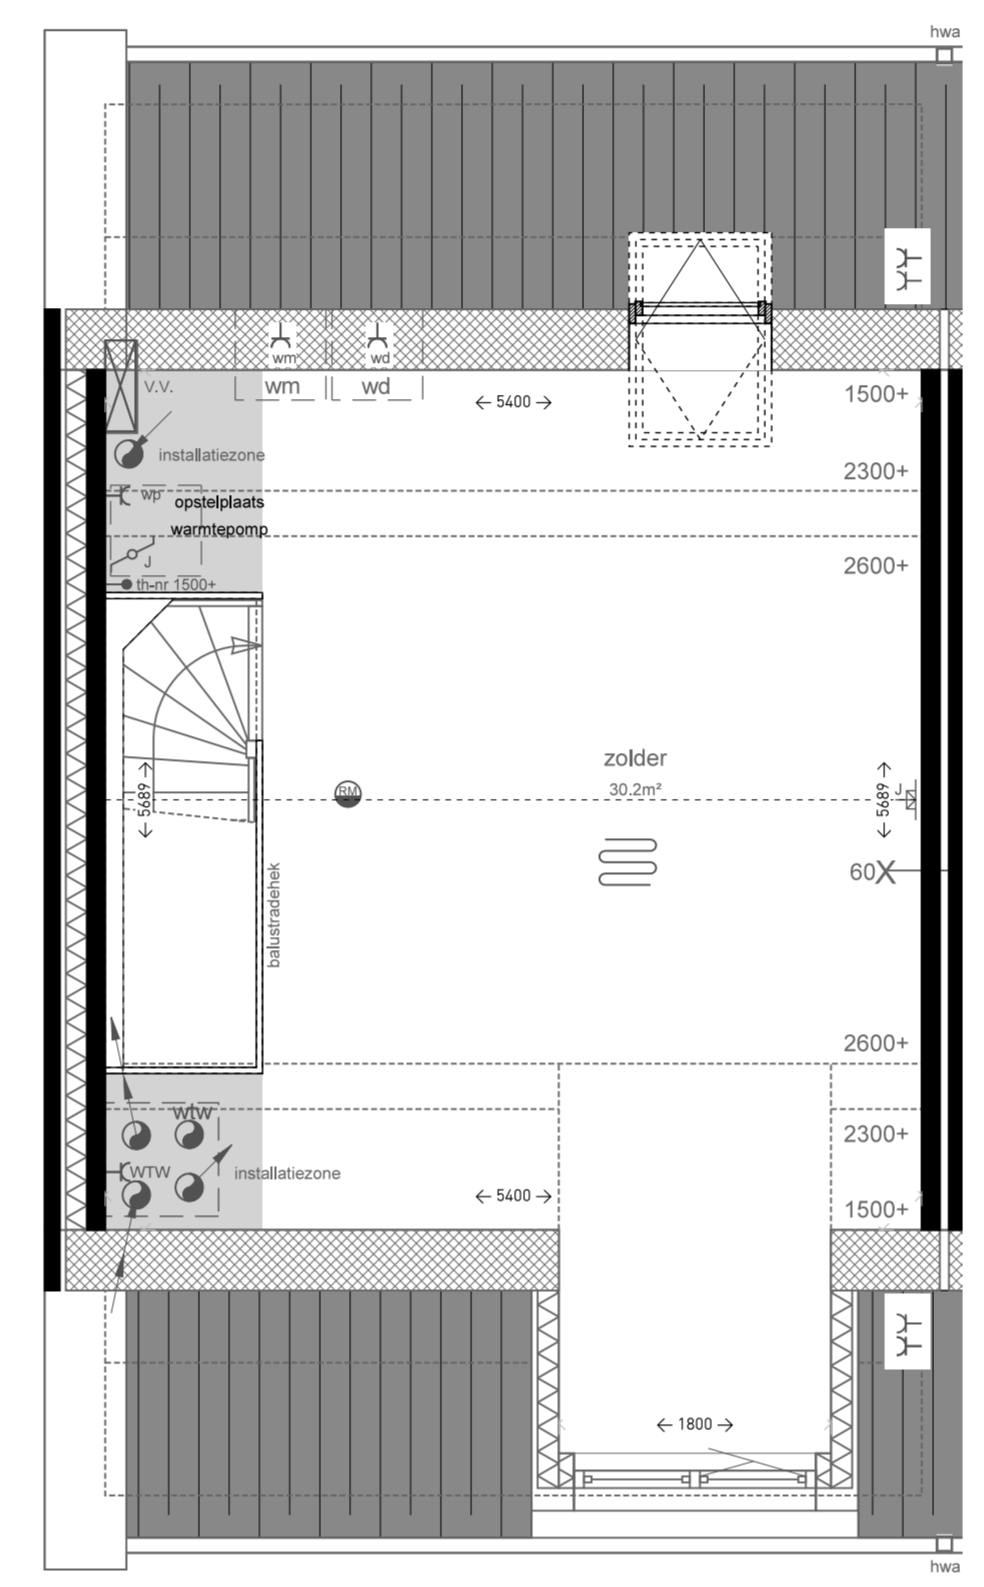 hwa
wm
wd
V.V.
wm
wd
5400
1500+
installatiezone
2300+
wp
opstelplaats
warmtepomp
J
2600+
th-nr 1500+
zolder
30.2m²
RM
5689
5689
J
60X
balustradehek
2600+
wtw
2300+
WTW
installatiezone
5400
1500+
1800
hwa